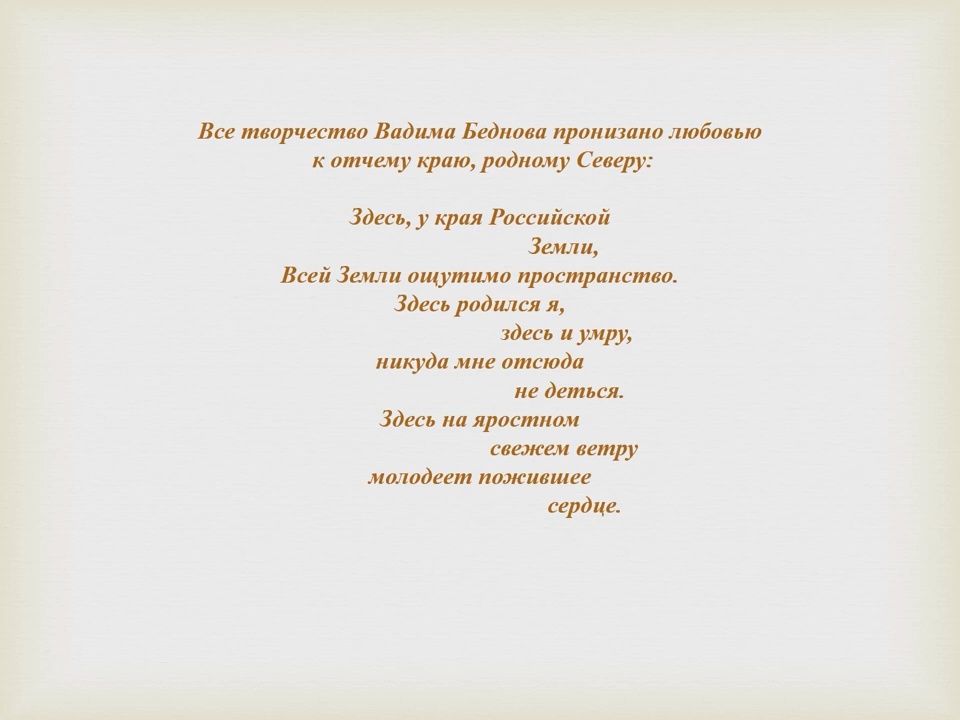 Все творчество Вадима Беднова пронизано любовью
к отчему краю, родному Северу:
Здесь, у края Российской
Земли,
Всей Земли ощутимо пространство.
Здесь родился я,
здесь и умру,
никуда мне отсюда
не деться.
Здесь на яростном
свежем ветру
молодеет пожившее
сердце.